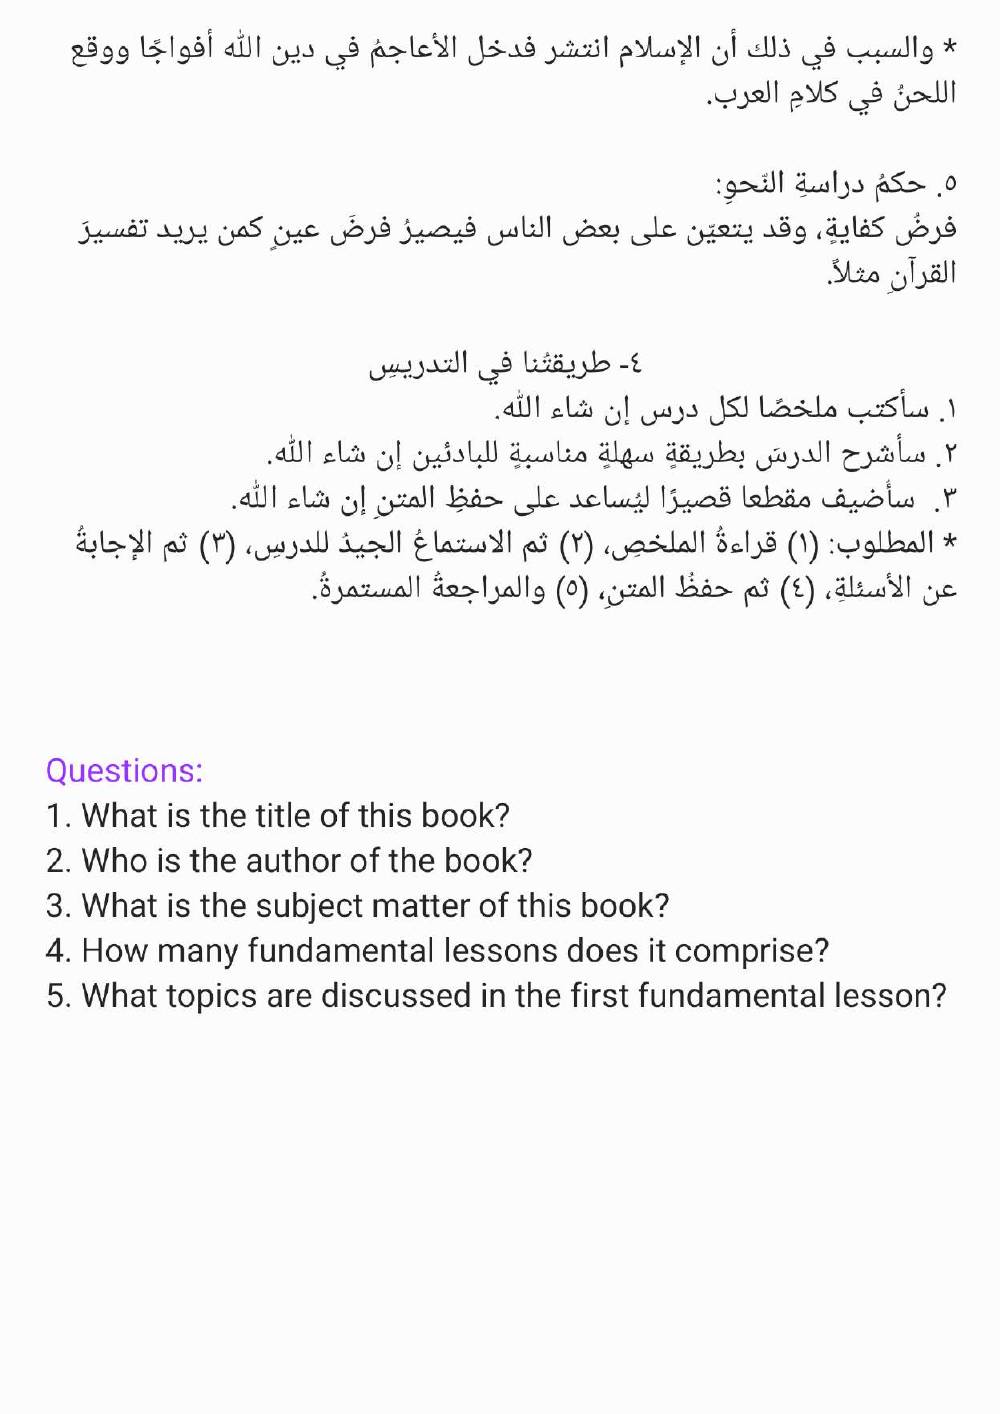 * والسبب في ذلك أن الإسلام انتشر فدخل الأعاجمُ في دين الله أفواجًا ووقع
اللحنُ في كلامِ العرب.
٥. حكمُ دراسةِ النّحوِ:
فرضُ كفايةٍ، وقد يتعيّن على بعض الناس فيصيرُ فرضَ عينٍ كمن يريد تفسيرَ
القرآنِ مثلاً.
٤- طريقتُنا في التدريسِ
١. سأكتب ملخصًا لكل درس إن شاء الله.
٢. سأشرح الدرسَ بطريقةٍ سهلةٍ مناسبةٍ للبادئين إن شاء الله.
٣. سأضيف مقطعا قصيرًا ليُساعد على حفظِ المتنِ إن شاء الله.
* المطلوب: (١) قراءةُ الملخصِ، (٢) ثم الاستماعُ الجيدُ للدرسِ، (٣) ثم الإجابةُ
عن الأسئلةِ، (٤) ثم حفظُ المتنِ، (٥) والمراجعةُ المستمرةُ.
Questions:
1. What is the title of this book?
2. Who is the author of the book?
3. What is the subject matter of this book?
4. How many fundamental lessons does it comprise?
5. What topics are discussed in the first fundamental lesson?